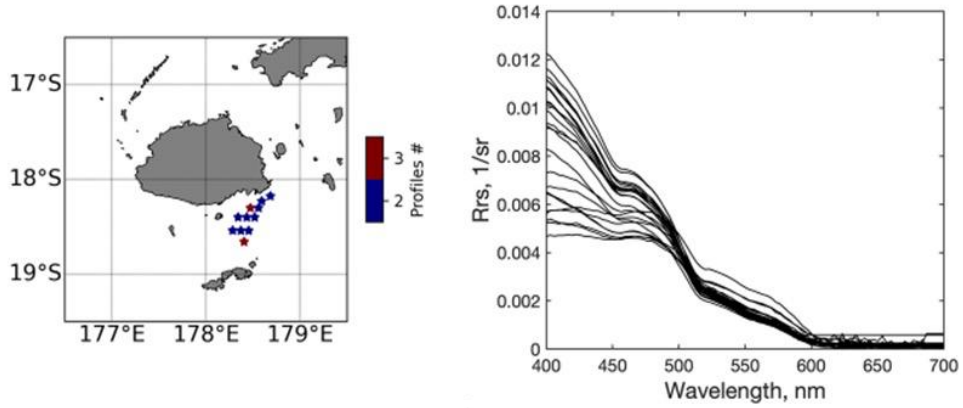 17°S
18°S
19°S
177°E 178°E 179°E
3
2
Profiles #
0.014
0.012
0.01
0.008
0.006
0.004
0.002
0
Rrs, 1/sr
400 450 500 550 600 650 700
Wavelength, nm